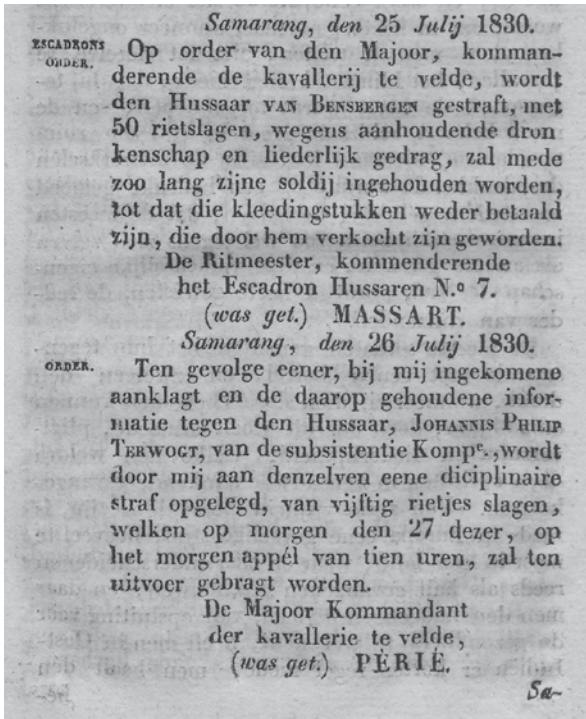 Samarang, den 25 Julij 1830.
ESCADRONS
ORDER.
Op order van den Majoor, komman-
derende de kavallerij te velde, wordt
den Hussaar VAN BENSBERGEN gestraft, met
50 rietslagen, wegens aanhoudende dron
kenschap en liederlijk gedrag, zal mede
zoo lang zijne soldij ingehouden worden,
tot dat die kleedingstukken weder betaald
zijn, die door hem verkocht zijn geworden.
De Ritmeester, kommenderende
het Escadron Hussaren N.º 7.
(was get.) MASSART.
Samarang, den 26 Julij 1830.
ORDER.
Ten gevolge eener, bij mij ingekomene
aanklagt en de daarop gehoudene infor-
matie tegen den Hussaar, JOHANNIS PHILIP
TERWOGT, van de subsistentie Kompe., wordt
door mij aan denzelven eene diciplinaire
straf opgelegd, van vijftig rietjes slagen,
welken op morgen den 27 dezer, op
het morgen appél van tien uren, zal ten
uitvoer gebragt worden.
De Majoor Kommandant
der kavallerie te velde,
(was get.) PÈRIÈ.
Sa-